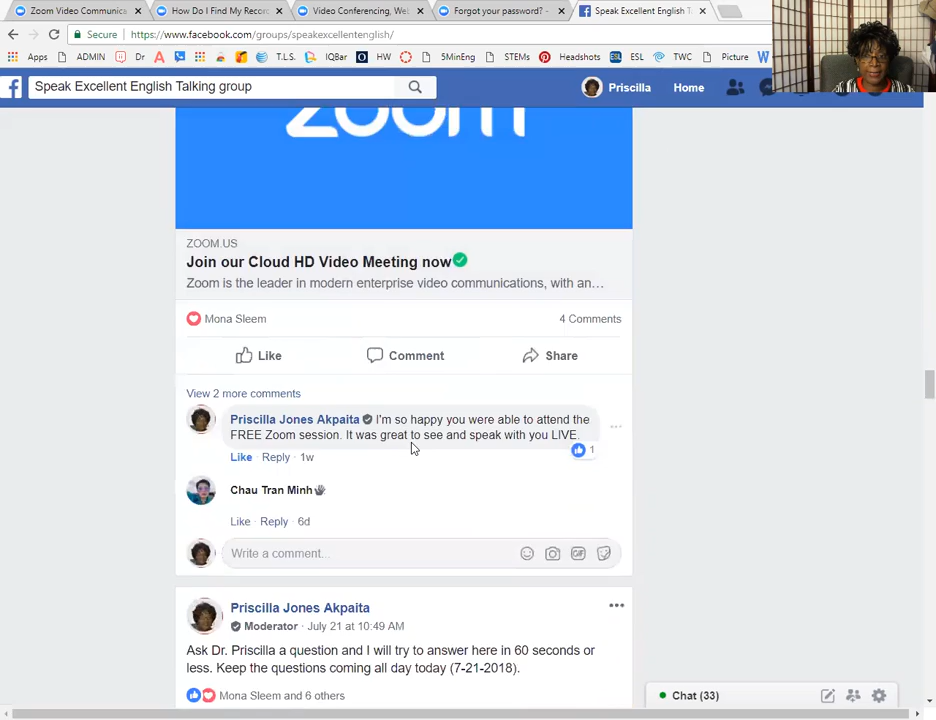 Zoom Video Communica
How Do I Find My Recor
Video Conferencing, We
Forgot your password? -
Speak Excellent English T
Secure
https://www.facebook.com/groups/speakexcellentenglish/
Apps
ADMIN
Dr
T.L.S.
IQBar
HW
5MinEng
STEMs
Headshots
ESL
TWC
Picture
Speak Excellent English Talking group
Priscilla
Home
zoom
ZOOM.US
Join our Cloud HD Video Meeting now
Zoom is the leader in modern enterprise video communications, with an…
Mona Sleem
4 Comments
Like
Comment
Share
View 2 more comments
Priscilla Jones Akpaita I'm so happy you were able to attend the
FREE Zoom session. It was great to see and speak with you LIVE.
1
Like · Reply · 1w
Chau Tran Minh
Like · Reply · 6d
Write a comment...
GIF
Priscilla Jones Akpaita
Moderator · July 21 at 10:49 AM
Ask Dr. Priscilla a question and I will try to answer here in 60 seconds or
less. Keep the questions coming all day today (7-21-2018).
Mona Sleem and 6 others
Chat (33)